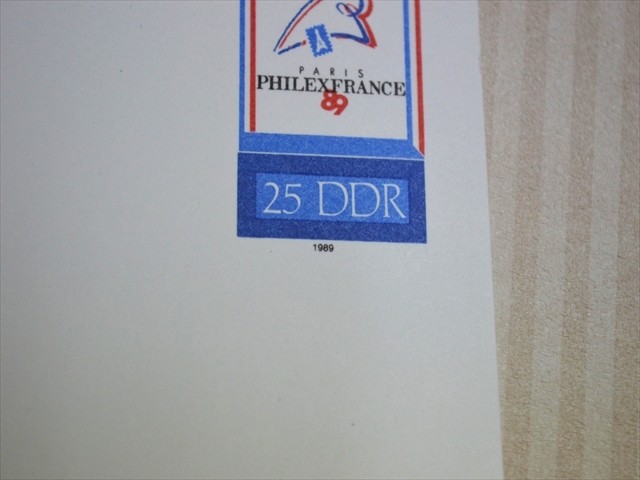 PARIS
PHILEXFRANCE
89
25 DDR
1989